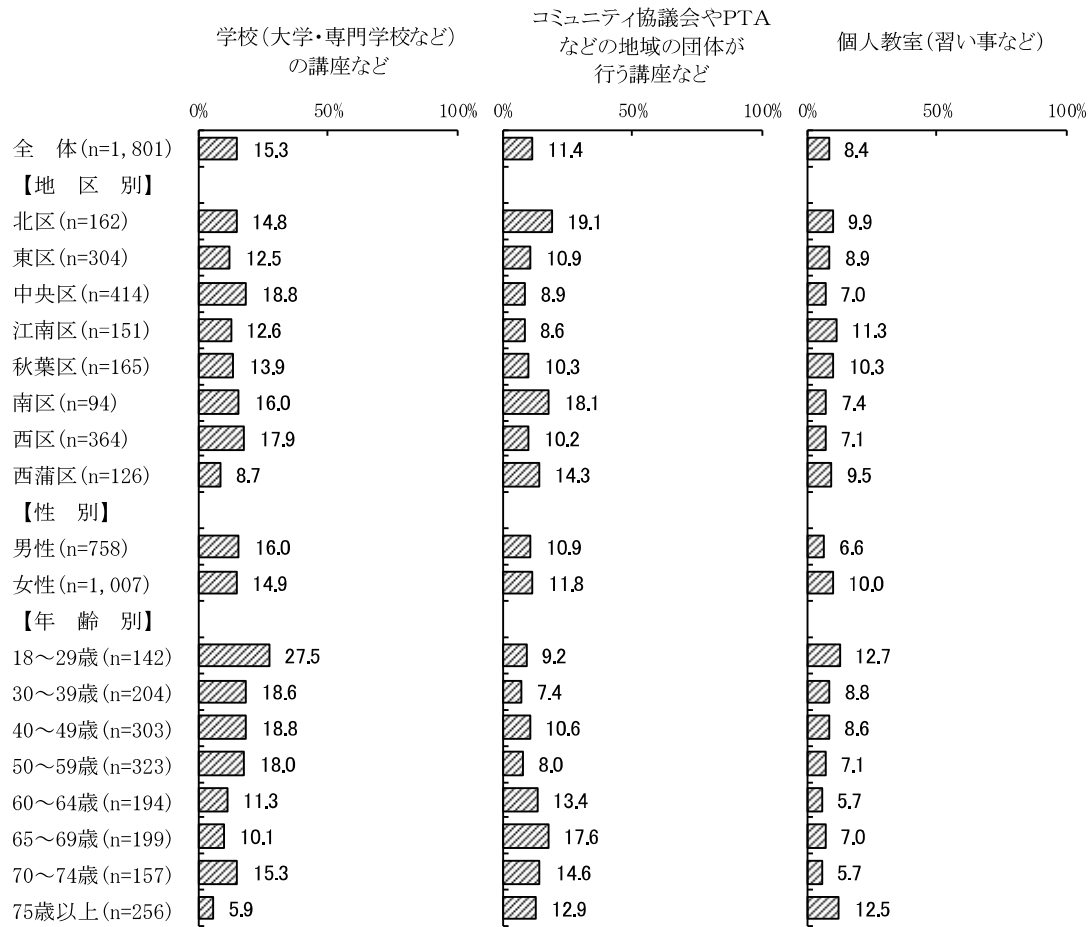 学校(大学・専門学校など)
の講座など
コミュニティ協議会やPTA
などの地域の団体が
行う講座など
個人教室(習い事など)
0% 50% 100% 0% 50% 100% 0% 50% 100%
全 体(n=1,801) 15.3 11.4 8.4
【地 区 別】
北区(n=162) 14.8 19.1 9.9
東区(n=304) 12.5 10.9 8.9
中央区(n=414) 18.8 8.9 7.0
江南区(n=151) 12.6 8.6 11.3
秋葉区(n=165) 13.9 10.3 10.3
南区(n=94) 16.0 18.1 7.4
西区(n=364) 17.9 10.2 7.1
西蒲区(n=126) 8.7 14.3 9.5
【性 別】
男性(n=758) 16.0 10.9 6.6
女性(n=1,007) 14.9 11.8 10.0
【年 齢 別】
18～29歳(n=142) 27.5 9.2 12.7
30～39歳(n=204) 18.6 7.4 8.8
40～49歳(n=303) 18.8 10.6 8.6
50～59歳(n=323) 18.0 8.0 7.1
60～64歳(n=194) 11.3 13.4 5.7
65～69歳(n=199) 10.1 17.6 7.0
70～74歳(n=157) 15.3 14.6 5.7
75歳以上(n=256) 5.9 12.9 12.5